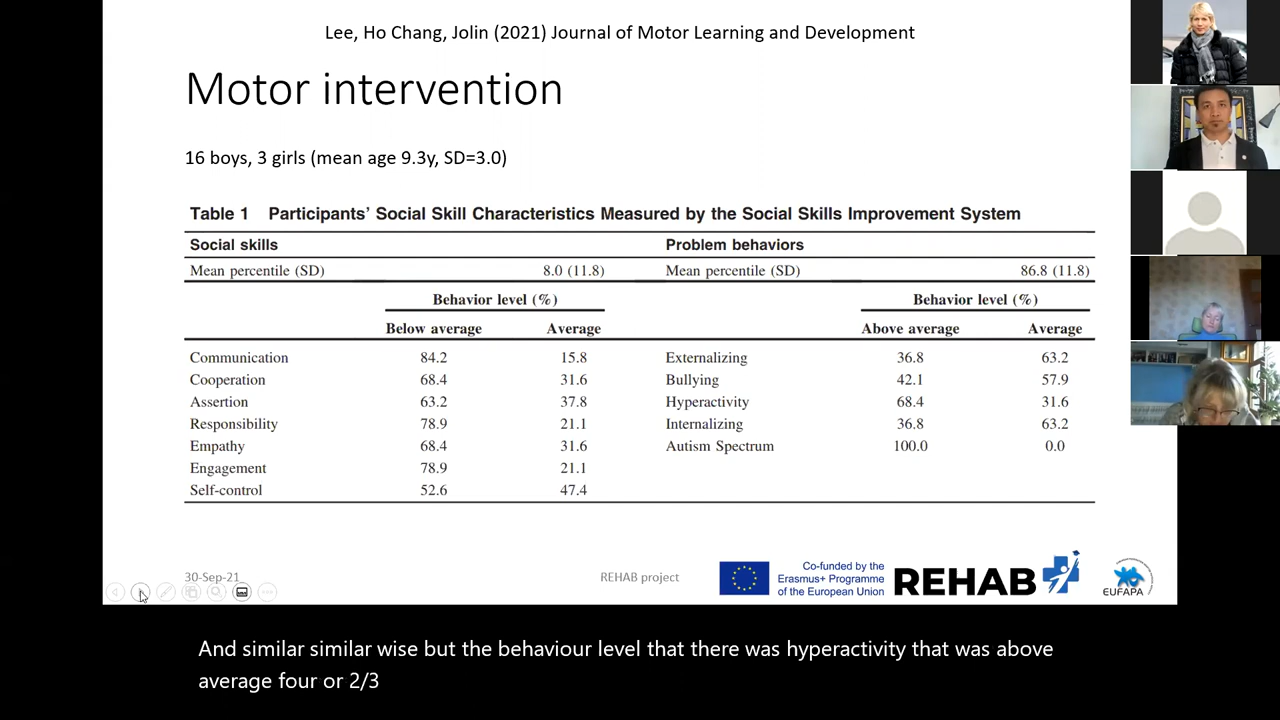 Lee, Ho Chang, Jolin (2021) Journal of Motor Learning and Development
Motor intervention
16 boys, 3 girls (mean age 9.3y, SD=3.0)
Table 1 Participants' Social Skill Characteristics Measured by the Social Skills Improvement System
Social skills Problem behaviors
Mean percentile (SD) 8.0 (11.8) Mean percentile (SD) 86.8 (11.8)
Behavior level (%) Behavior level (%)
Below average Average Above average Average
Communication 84.2 15.8 Externalizing 36.8 63.2
Cooperation 68.4 31.6 Bullying 42.1 57.9
Assertion 63.2 37.8 Hyperactivity 68.4 31.6
Responsibility 78.9 21.1 Internalizing 36.8 63.2
Empathy 68.4 31.6 Autism Spectrum 100.0 0.0
Engagement 78.9 21.1
Self-control 52.6 47.4
30-Sep-21 REHAB project
Co-funded by the
Erasmus+ Programme
of the European Union
REHAB
EUFAPA
And similar similar wise but the behaviour level that there was hyperactivity that was above
average four or 2/3